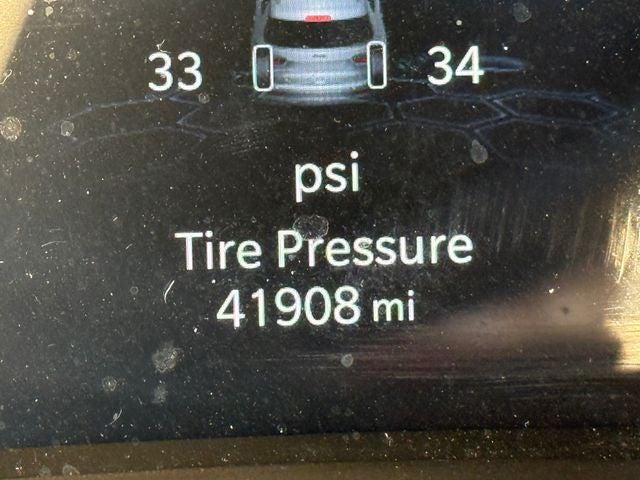 33 34
psi
Tire Pressure
41908 mi